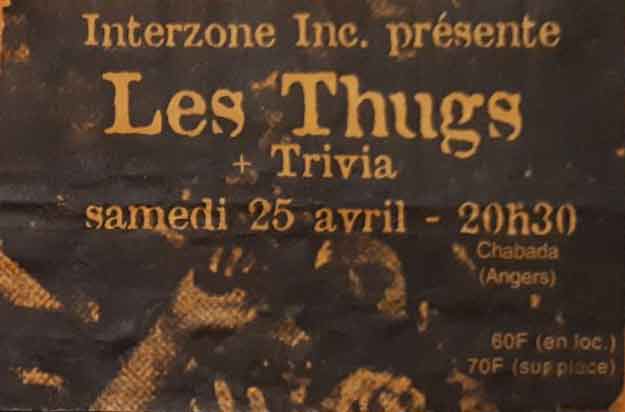 Interzone Inc. présente
Les Thugs
+ Trivia
samedi 25 avril - 20h30
Chabada
(Angers)
60F (en loc.)
70F (sur place)